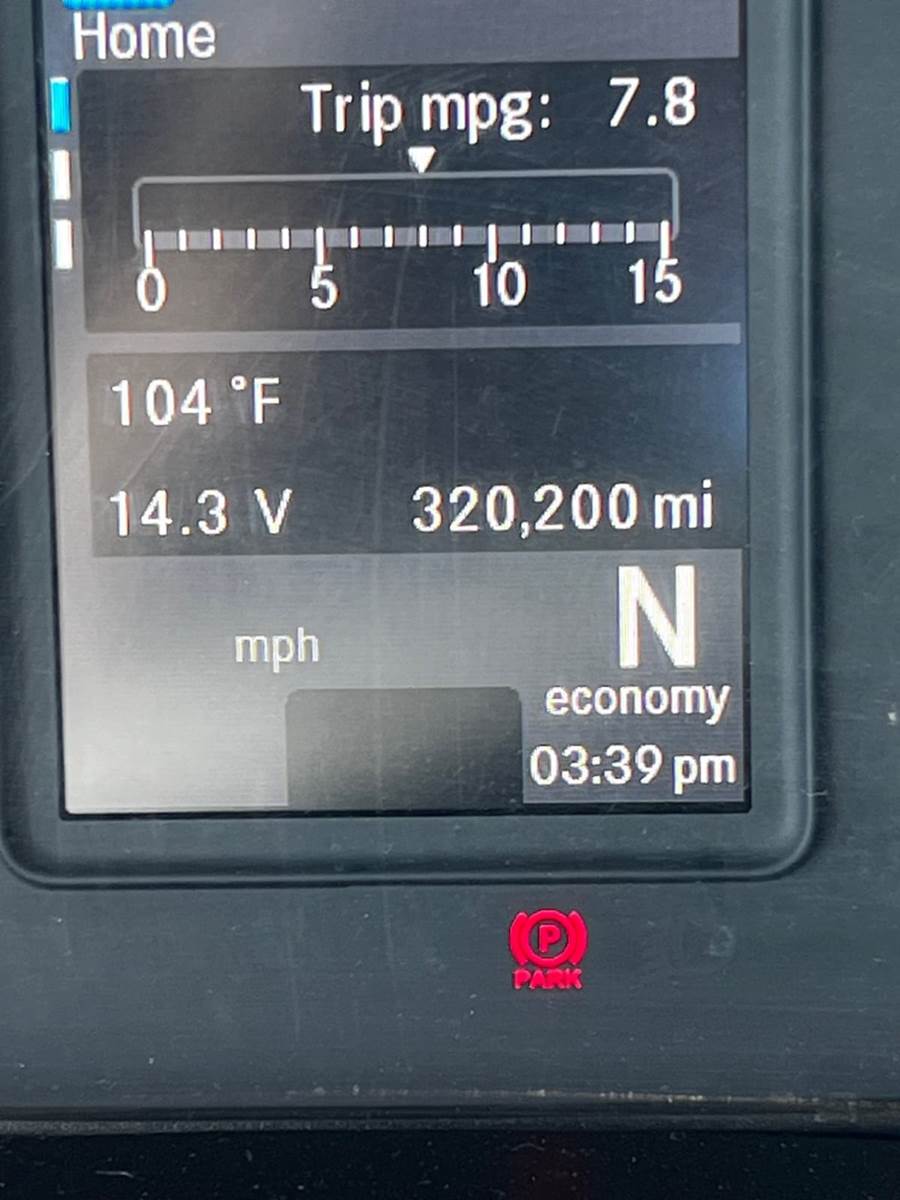 Home
Trip mpg: 7.8
0 5 10 15
104 °F
14.3 V 320,200 mi
N
mph
economy
03:39 pm
P
PARK